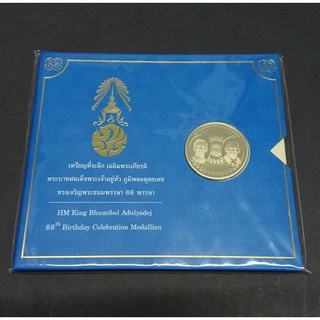 88
88
เหรียญที่ระลึก เฉลิมพระเกียรติ
พระบาทสมเด็จพระเจ้าอยู่หัว ภูมิพลอดุลยเดช
ทรงเจริญพระชนมพรรษา 88 พรรษา
HM King Bhumibol Adulyadej
88th Birthday Celebration Medallion